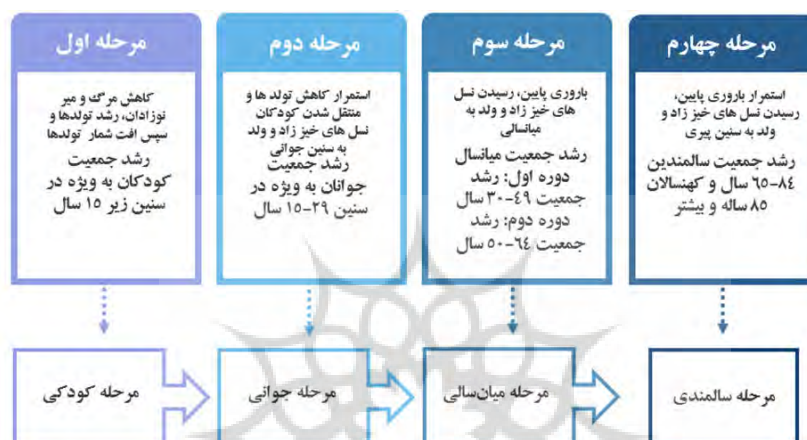 مرحله اول
کاهش مرگ و میر
نوزادان، رشد تولدها و
سپس افت شمار تولدها
رشد جمعیت
کودکان به ویژه در
سنین زیر ۱۵ سال
مرحله دوم
استمرار کاهش تولد ها و
منتقل شدن کودکان
نسل های خیز زاد و ولد
به سنین جوانی
رشد جمعیت
جوانان به ویژه در
سنین ۲۹-۱۵ سال
مرحله سوم
باروری پایین، رسیدن نسل
های خیز زاد و ولد به
میانسالی
رشد جمعیت میانسال
دوره اول: رشد
جمعیت ٤۹-۳۰ سال
دوره دوم: رشد
جمعیت ٦٤-۵۰ سال
مرحله چهارم
استمرار باروری پایین،
رسیدن نسل های خیز زاد و
ولد به سنین پیری
رشد جمعیت سالمندین
۸٤-٦۵ سال و کهنسالان
۸۵ ساله و بیشتر
مرحله کودکی
مرحله جوانی
مرحله میان‌سالی
مرحله سالمندی